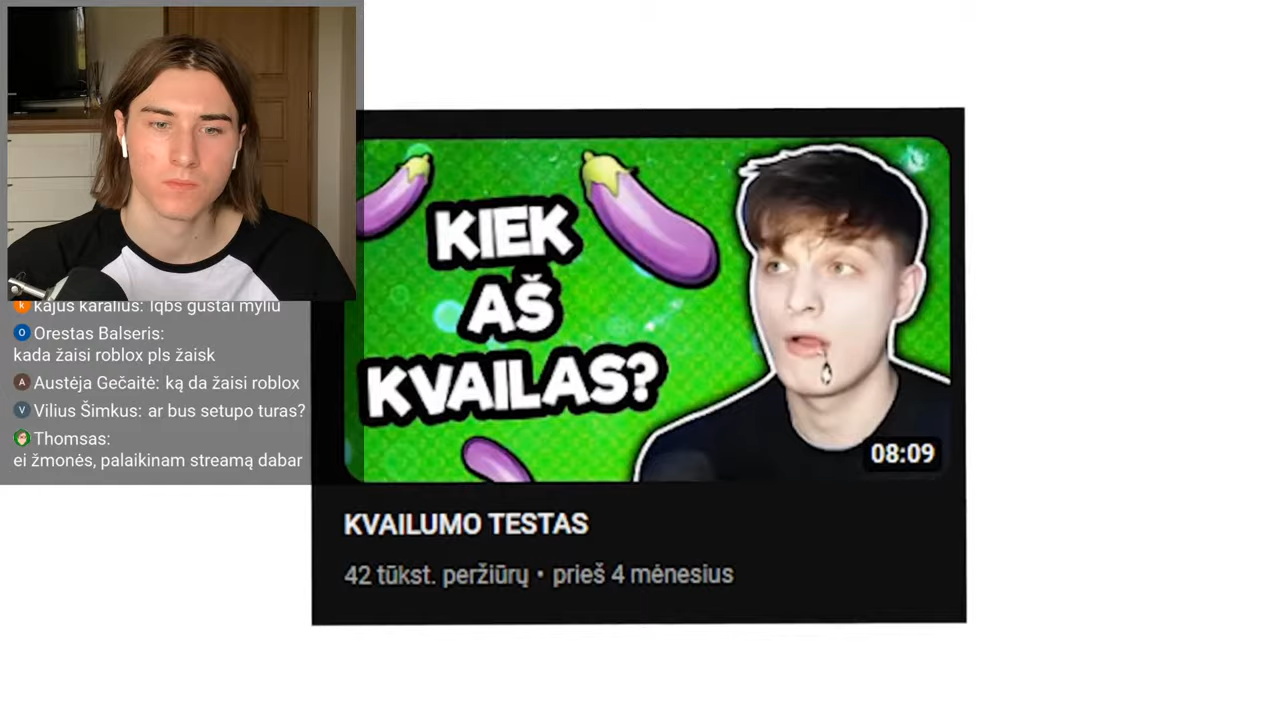 kajus karalius: Iqbs gustai myliu
Orestas Balseris:
kada žaisi roblox pls žaisk
Austėja Gečaitė: ką da žaisi roblox
Vilius Šimkus: ar bus setupo turas?
Thomsas:
ei žmonės, palaikinam streamą dabar
KIEK
AŠ
KVAILAS?
08:09
KVAILUMO TESTAS
42 tūkst. peržiūrų • prieš 4 mėnesius